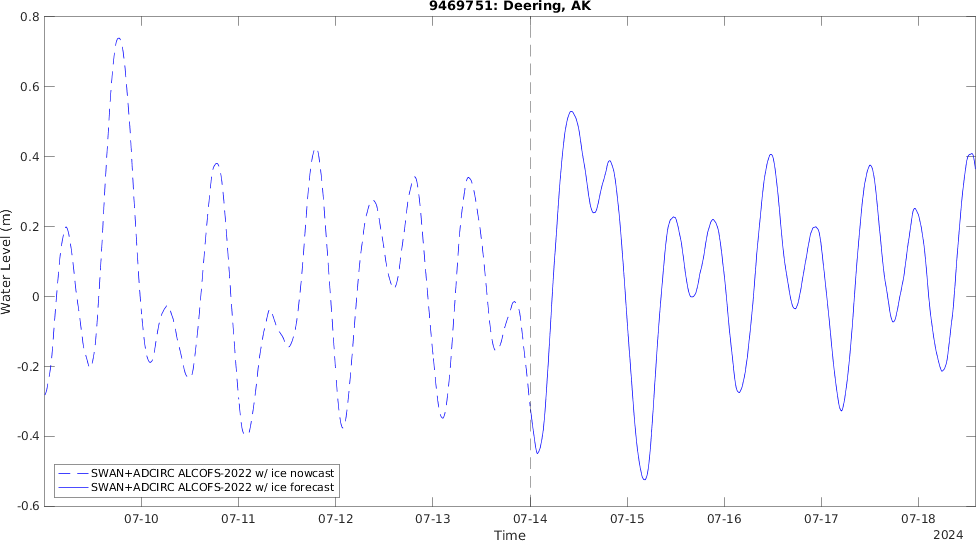 9469751: Deering, AK
0.8
0.6
0.4
0.2
0
-0.2
-0.4
-0.6
Water Level (m)
SWAN+ADCIRC ALCOFS-2022 w/ ice nowcast
SWAN+ADCIRC ALCOFS-2022 w/ ice forecast
07-10 07-11 07-12 07-13 07-14 07-15 07-16 07-17 07-18
Time
2024